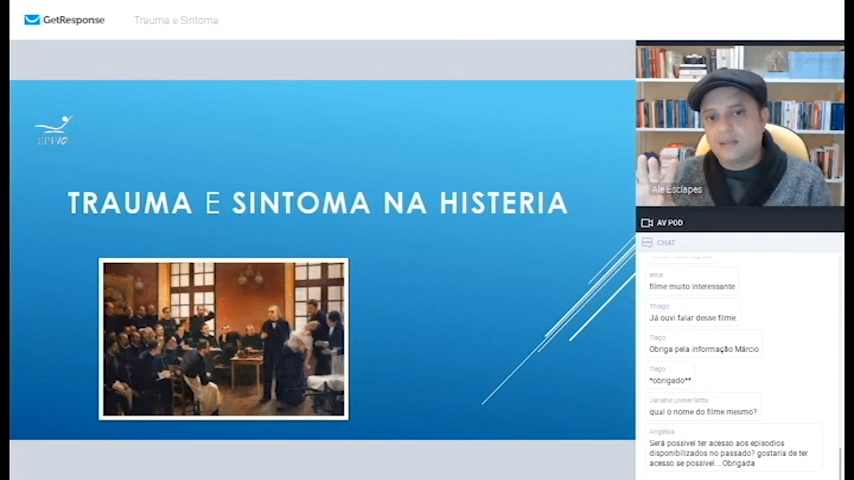 GetResponse
Trauma e Sintoma
TRAUMA E SINTOMA NA HISTERIA
Ale Esclapes
AV POD
CHAT
erica
filme muito interessante
Thiago
Já ouvi falar desse filme.
Tiago
Obriga pela informação Márcio
Tiago
*obrigado**
qual o nome do filme mesmo?
Angélica
Será possivel ter acesso aos episodios
disponibilizados no passado? gostaria de ter
acesso se possivel... Obrigada